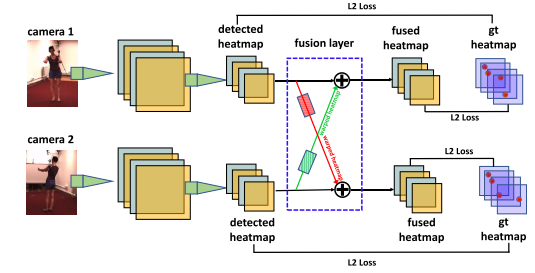 L2 Loss
camera 1
detected
heatmap
fusion layer
fused
heatmap
gt
heatmap
L2 Loss
warped heatmap
warped heatmap
camera 2
L2 Loss
detected
heatmap
fused
heatmap
gt
heatmap
L2 Loss